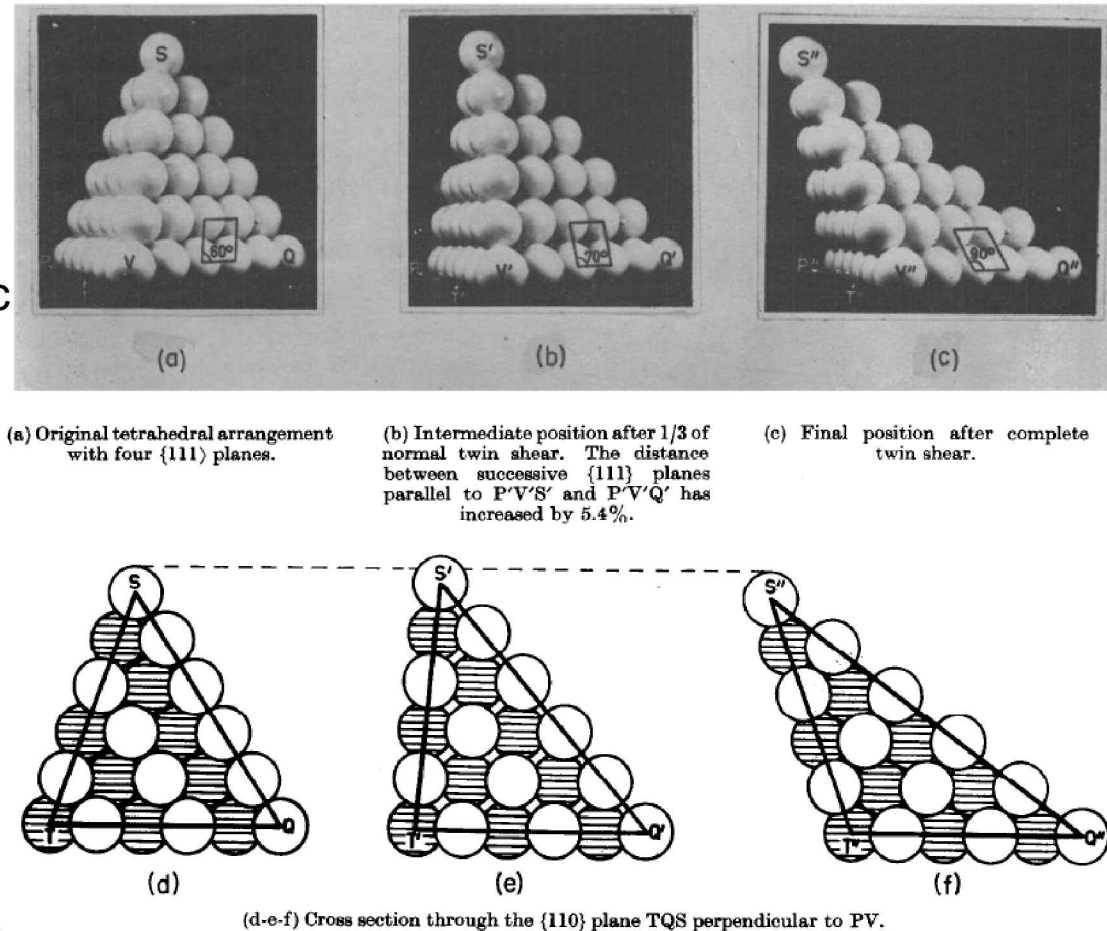 S
V
60°
Q
P
T
S'
V'
70°
Q'
T'
S"
P"
V"
90°
Q"
T"
C
(a)
(b)
(c)
(a) Original tetrahedral arrangement
with four {111) planes.
(b) Intermediate position after 1/3 of
normal twin shear. The distance
between successive {111} planes
parallel to P′V′S′ and P′V′Q′ has
increased by 5.4%.
(c) Final position after complete
twin shear.
S
T
Q
(d)
S'
T'
Q'
(e)
S"
T"
Q"
(f)
(d-e-f) Cross section through the {110} plane TQS perpendicular to PV.